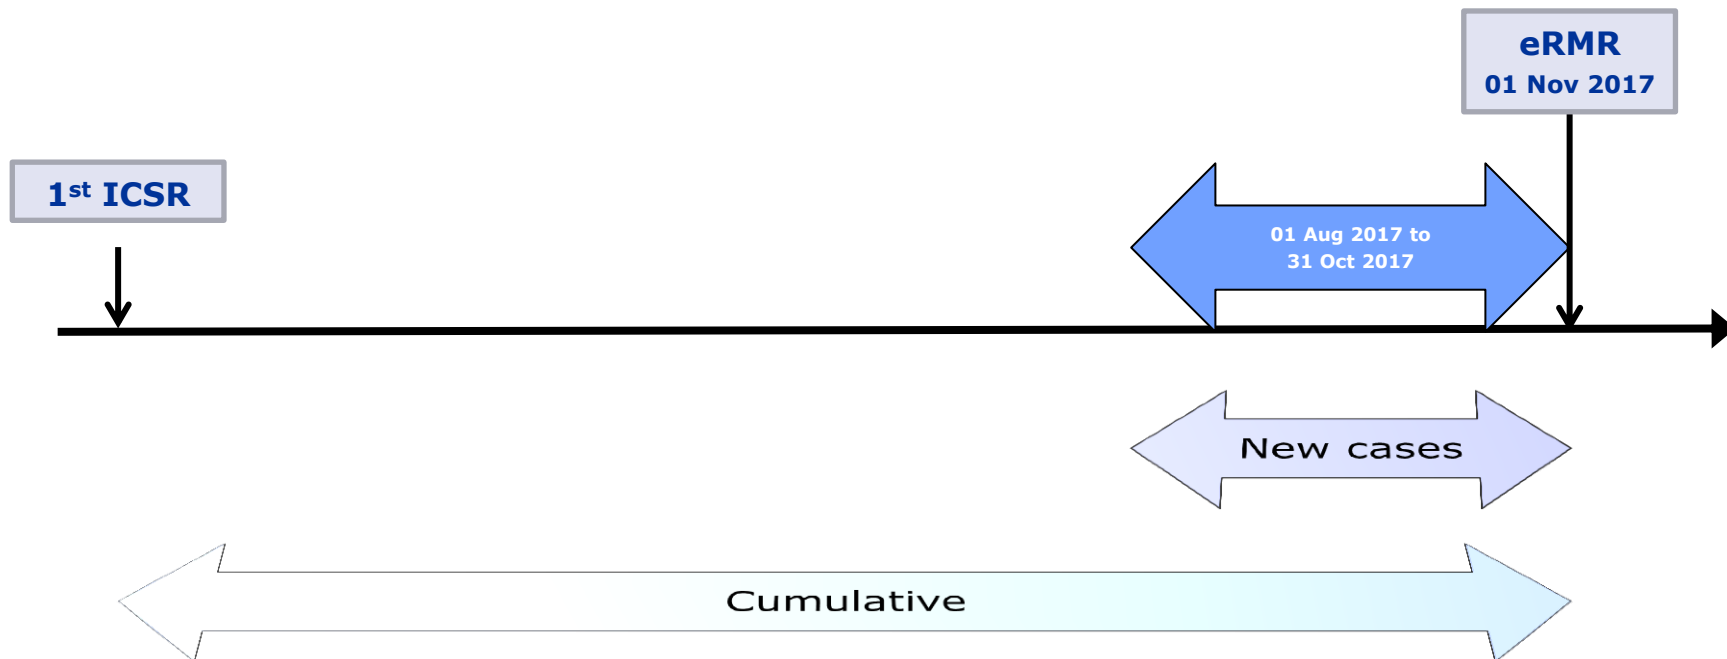 eRMR
01 Nov 2017
1st ICSR
01 Aug 2017 to
31 Oct 2017
New cases
Cumulative